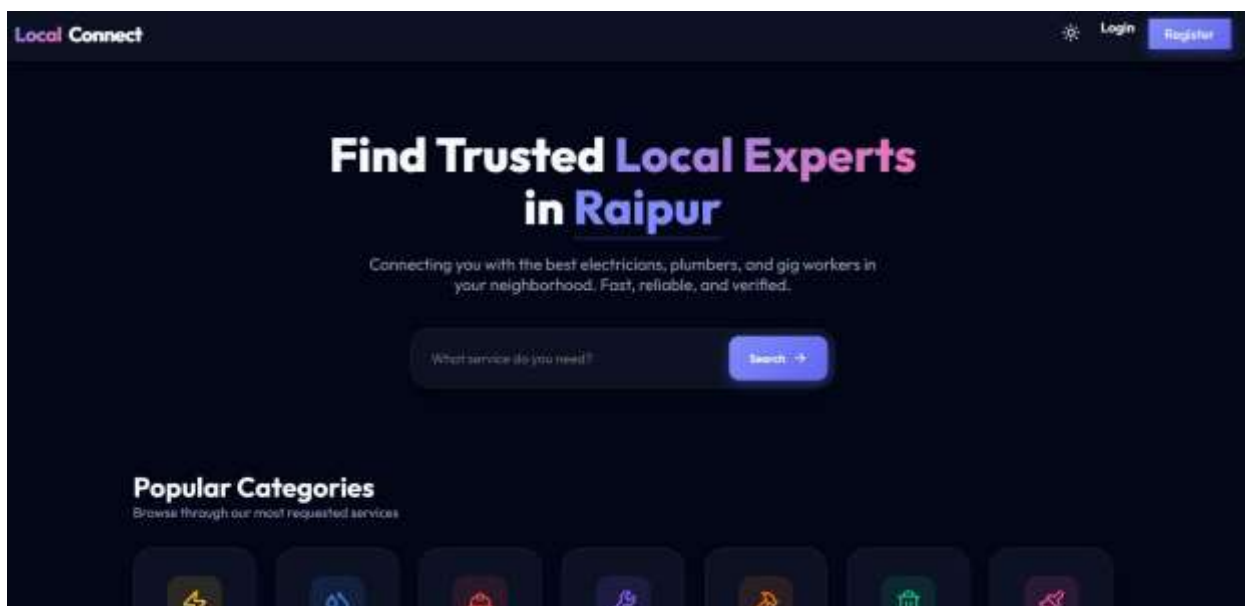 Local Connect
Login
Register
Find Trusted Local Experts
in Raipur
Connecting you with the best electricians, plumbers, and gig workers in
your neighborhood. Fast, reliable, and verified.
What service do you need?
Search →
Popular Categories
Browse through our most requested services